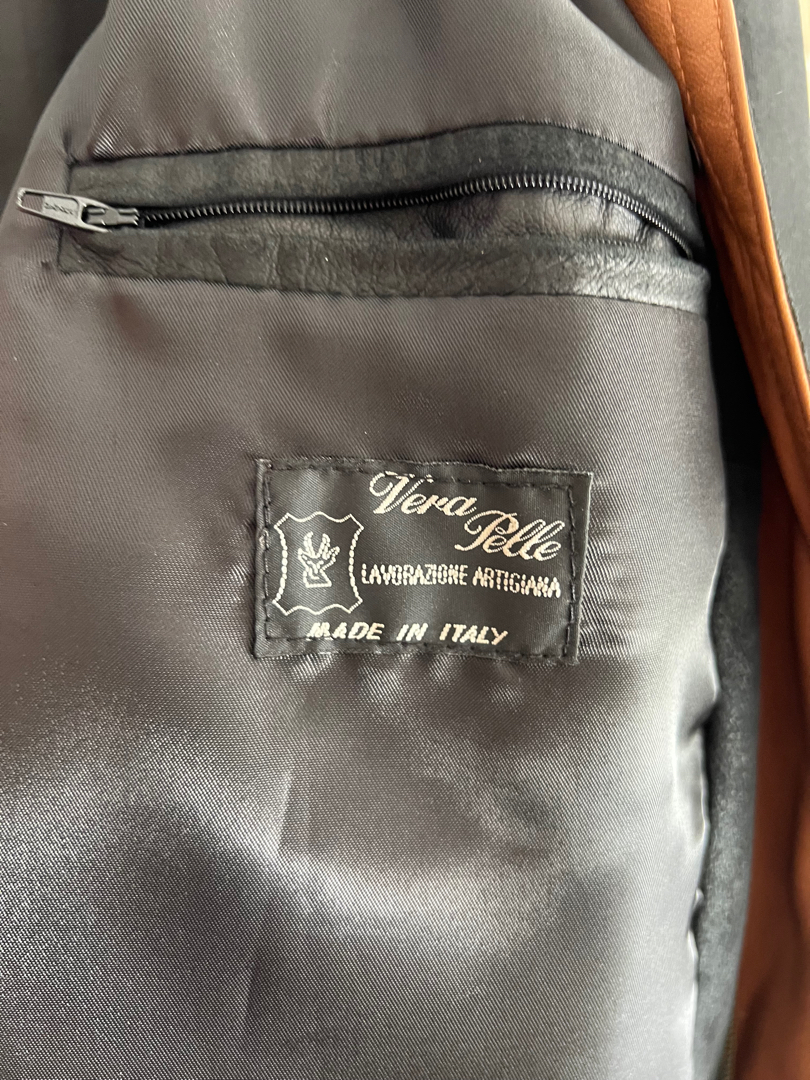 Vera
Pelle
LAVORAZIONE ARTIGIANA
MADE IN ITALY